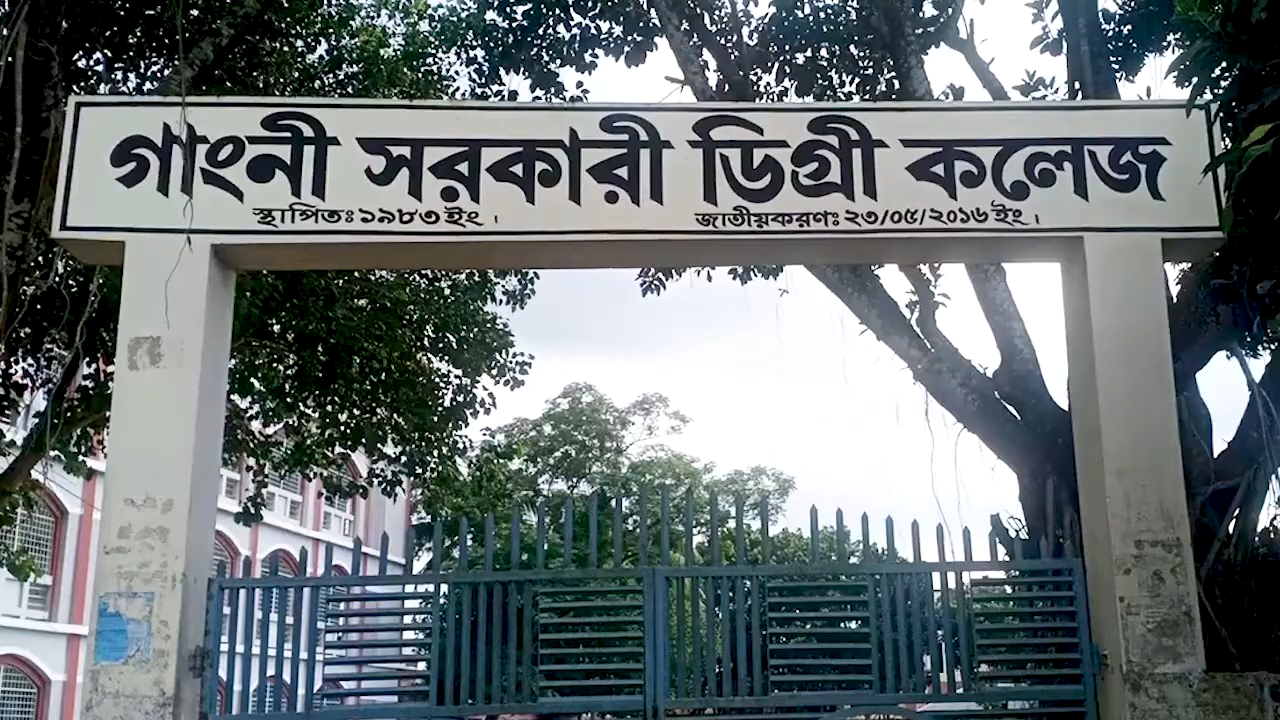 গাংনী সরকারী ডিগ্রী কলেজ
স্থাপিতঃ ১৯৮৩ ইং । জাতীয়করণঃ ২৩/০৫/২০১৬ ইং ।